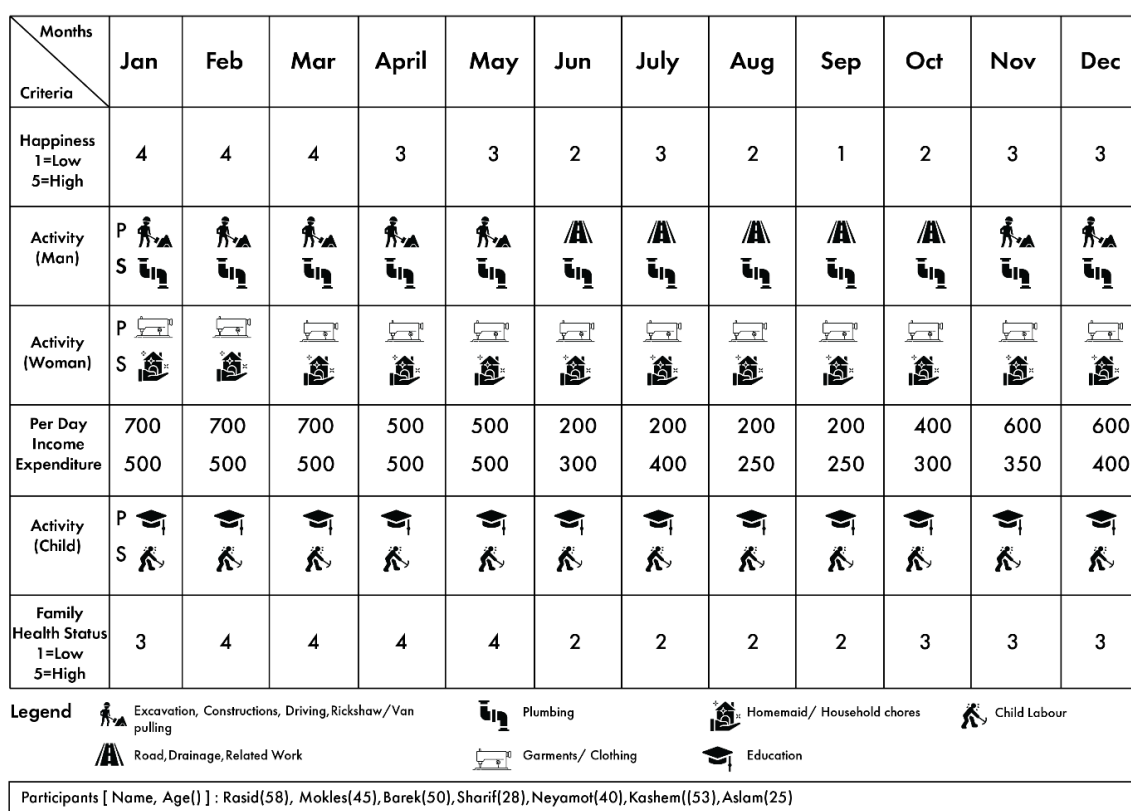 Months
Criteria
Jan Feb Mar April May Jun July Aug Sep Oct Nov Dec
Happiness
1=Low
5=High
4 4 4 3 3 2 3 2 1 2 3 3
Activity
(Man)
P
S
Activity
(Woman)
P
S
Per Day
Income
Expenditure
700 700 700 500 500 200 200 200 200 400 600 600
500 500 500 500 500 300 400 250 250 300 350 400
Activity
(Child)
P
S
Family
Health Status
1=Low
5=High
3 4 4 4 4 2 2 2 2 3 3 3
Legend
Excavation, Constructions, Driving,Rickshaw/Van
pulling
Plumbing
Homemaid/ Household chores
Child Labour
Road,Drainage,Related Work
Garments/ Clothing
Education
Participants [ Name, Age() ] : Rasid(58), Mokles(45),Barek(50),Sharif(28),Neyamot(40),Kashem((53),Aslam(25)